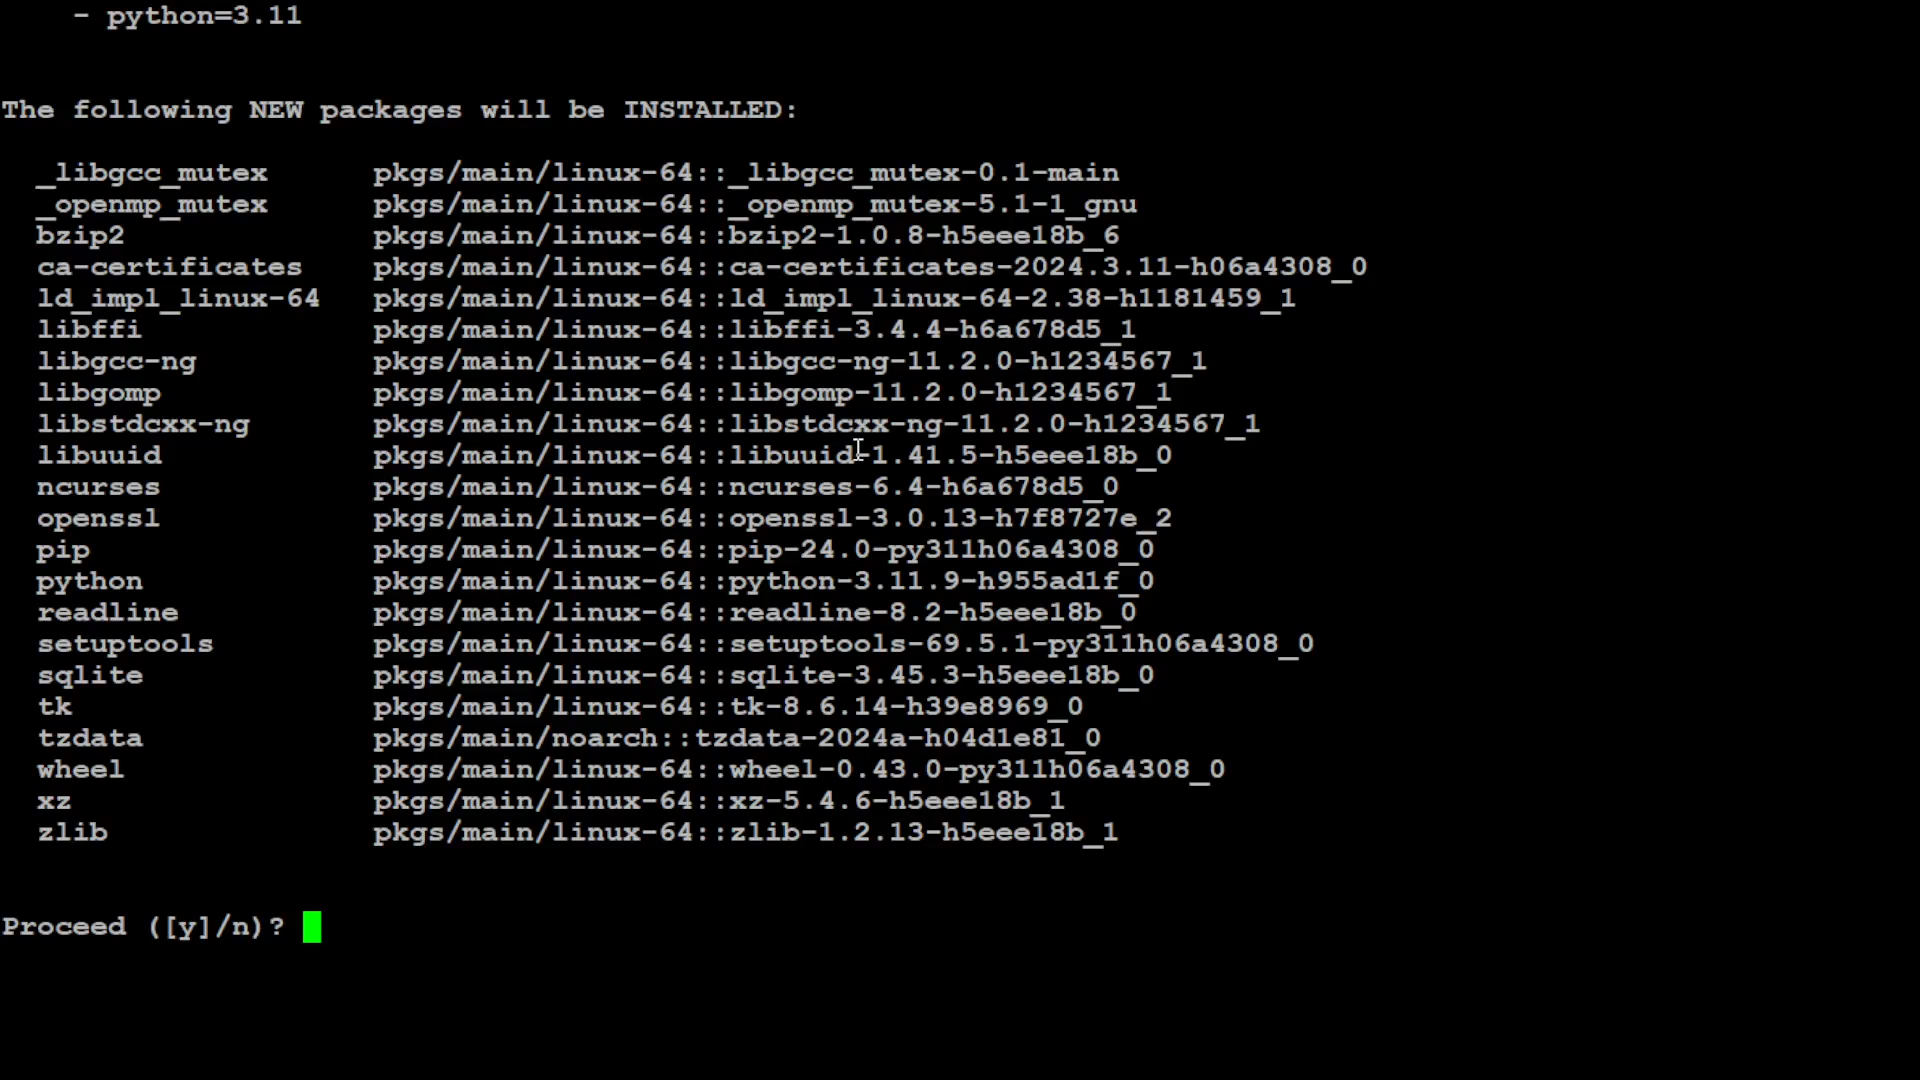 - python=3.11
The following NEW packages will be INSTALLED:
_libgcc_mutex pkgs/main/linux-64::_libgcc_mutex-0.1-main
_openmp_mutex pkgs/main/linux-64::_openmp_mutex-5.1-1_gnu
bzip2 pkgs/main/linux-64::bzip2-1.0.8-h5eee18b_6
ca-certificates pkgs/main/linux-64::ca-certificates-2024.3.11-h06a4308_0
ld_impl_linux-64 pkgs/main/linux-64::ld_impl_linux-64-2.38-h1181459_1
libffi pkgs/main/linux-64::libffi-3.4.4-h6a678d5_1
libgcc-ng pkgs/main/linux-64::libgcc-ng-11.2.0-h1234567_1
libgomp pkgs/main/linux-64::libgomp-11.2.0-h1234567_1
libstdcxx-ng pkgs/main/linux-64::libstdcxx-ng-11.2.0-h1234567_1
libuuid pkgs/main/linux-64::libuuid-1.41.5-h5eee18b_0
ncurses pkgs/main/linux-64::ncurses-6.4-h6a678d5_0
openssl pkgs/main/linux-64::openssl-3.0.13-h7f8727e_2
pip pkgs/main/linux-64::pip-24.0-py311h06a4308_0
python pkgs/main/linux-64::python-3.11.9-h955ad1f_0
readline pkgs/main/linux-64::readline-8.2-h5eee18b_0
setuptools pkgs/main/linux-64::setuptools-69.5.1-py311h06a4308_0
sqlite pkgs/main/linux-64::sqlite-3.45.3-h5eee18b_0
tk pkgs/main/linux-64::tk-8.6.14-h39e8969_0
tzdata pkgs/main/noarch::tzdata-2024a-h04d1e81_0
wheel pkgs/main/linux-64::wheel-0.43.0-py311h06a4308_0
xz pkgs/main/linux-64::xz-5.4.6-h5eee18b_1
zlib pkgs/main/linux-64::zlib-1.2.13-h5eee18b_1
Proceed ([y]/n)?